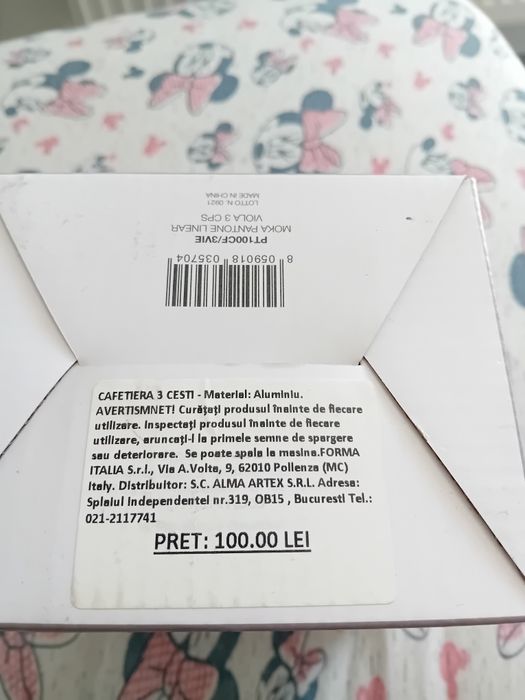 PT100CF/3VIE
MOKA PANTONE LINEAR
VIOLA 3 CPS
LOTTO N. 0921
MADE IN CHINA
8 059018 035704
CAFETIERA 3 CESTI - Material: Aluminiu.
AVERTISMNET! Curățați produsul înainte de fiecare
utilizare. Inspectați produsul înainte de fiecare
utilizare, aruncați-l la primele semne de spargere
sau deteriorare. Se poate spala la masina.FORMA
ITALIA S.r.l., Via A.Volta, 9, 62010 Pollenza (MC)
Italy. Distribuitor: S.C. ALMA ARTEX S.R.L. Adresa:
Splaiul Independentei nr.319, OB15 , Bucuresti Tel.:
021-2117741
PRET: 100.00 LEI